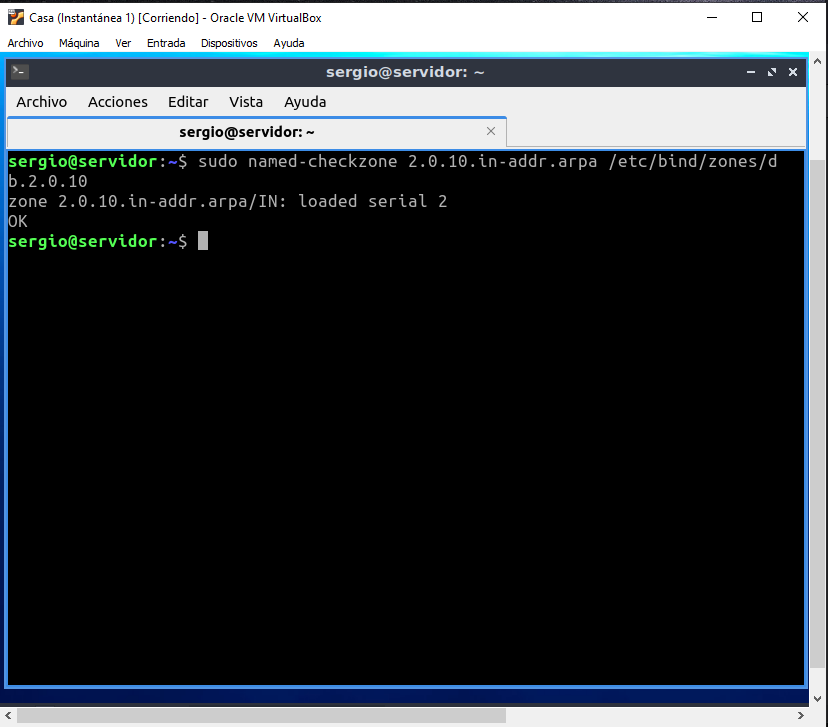 Casa (Instantánea 1) [Corriendo] - Oracle VM VirtualBox
Archivo Máquina Ver Entrada Dispositivos Ayuda
sergio@servidor: ~
Archivo Acciones Editar Vista Ayuda
sergio@servidor: ~
sergio@servidor:~$ sudo named-checkzone 2.0.10.in-addr.arpa /etc/bind/zones/d
b.2.0.10
zone 2.0.10.in-addr.arpa/IN: loaded serial 2
OK
sergio@servidor:~$